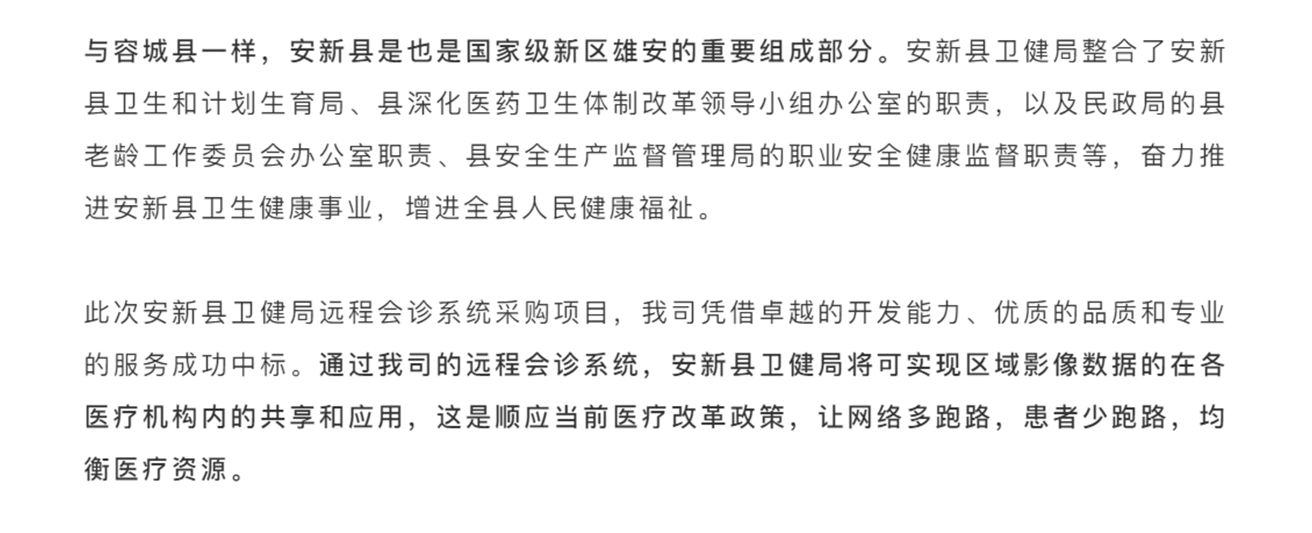 与容城县一样，安新县是也是国家级新区雄安的重要组成部分。安新县卫健局整合了安新
县卫生和计划生育局、县深化医药卫生体制改革领导小组办公室的职责，以及民政局的县
老龄工作委员会办公室职责、县安全生产监督管理局的职业安全健康监督职责等，奋力推
进安新县卫生健康事业，增进全县人民健康福祉。
此次安新县卫健局远程会诊系统采购项目，我司凭借卓越的开发能力、优质的品质和专业
的服务成功中标。通过我司的远程会诊系统，安新县卫健局将可实现区域影像数据的在各
医疗机构内的共享和应用，这是顺应当前医疗改革政策，让网络多跑路，患者少跑路，均
衡医疗资源。